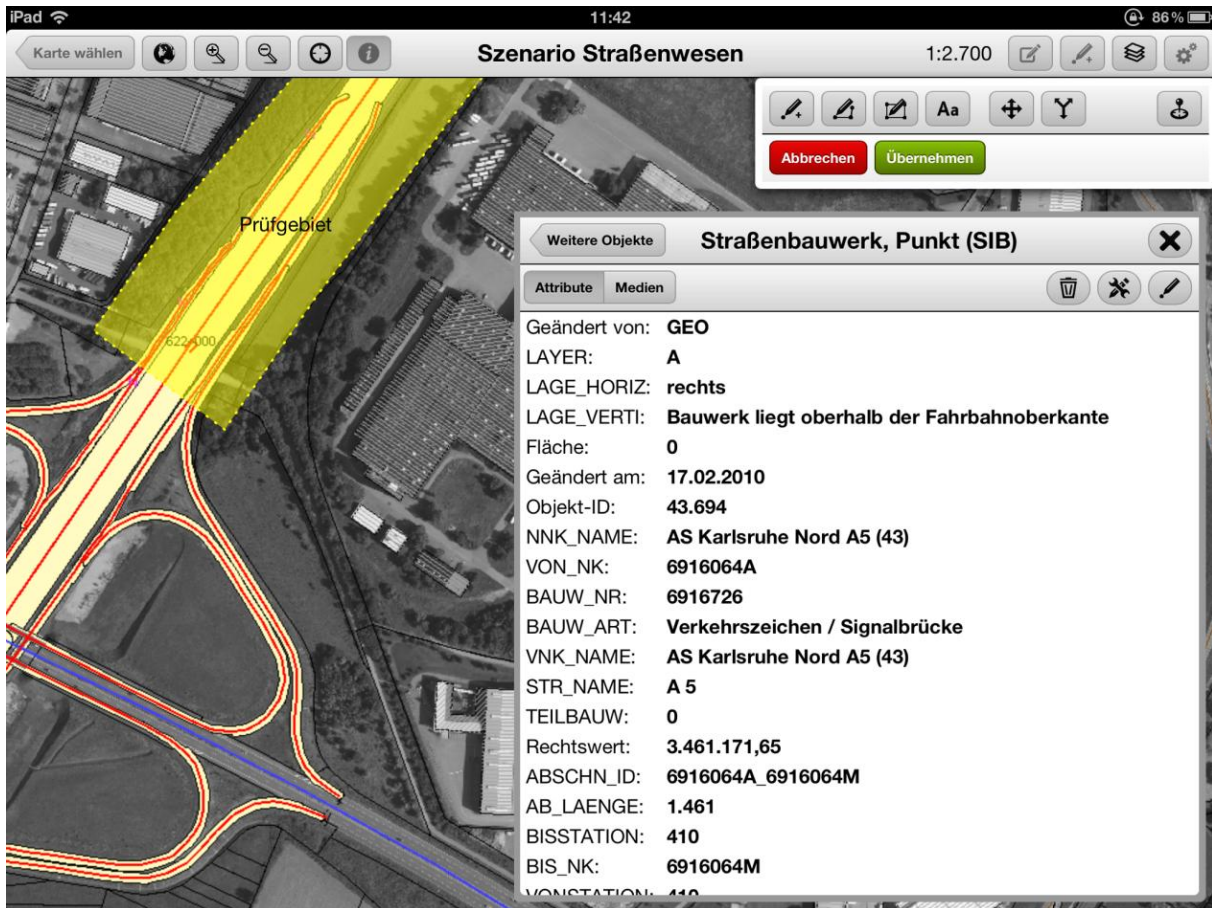 iPad 11:42 86%
Karte wählen Szenario Straßenwesen 1:2.700
Aa
Abbrechen Übernehmen
Prüfgebiet
622-000
Weitere Objekte Straßenbauwerk, Punkt (SIB)
Attribute Medien
Geändert von: GEO
LAYER: A
LAGE_HORIZ: rechts
LAGE_VERTI: Bauwerk liegt oberhalb der Fahrbahnoberkante
Fläche: 0
Geändert am: 17.02.2010
Objekt-ID: 43.694
NNK_NAME: AS Karlsruhe Nord A5 (43)
VON_NK: 6916064A
BAUW_NR: 6916726
BAUW_ART: Verkehrszeichen / Signalbrücke
VNK_NAME: AS Karlsruhe Nord A5 (43)
STR_NAME: A 5
TEILBAUW: 0
Rechtswert: 3.461.171,65
ABSCHN_ID: 6916064A_6916064M
AB_LAENGE: 1.461
BISSTATION: 410
BIS_NK: 6916064M
VONSTATION: 410